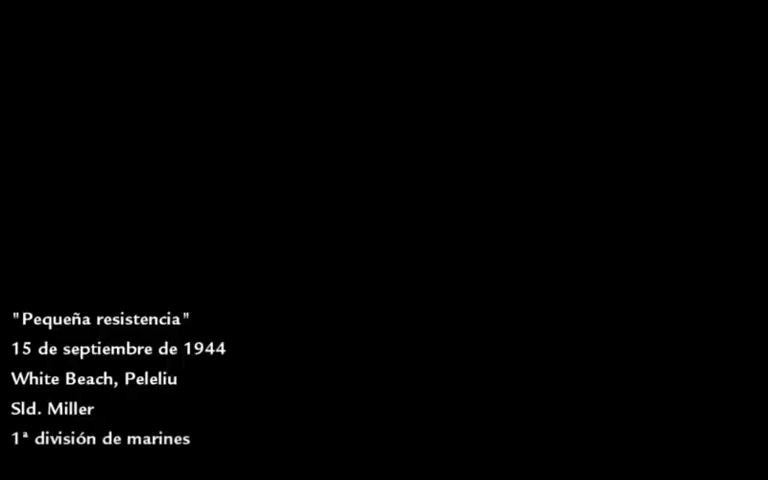 "Pequeña resistencia"
15 de septiembre de 1944
White Beach, Peleliu
Sld. Miller
1ª división de marines